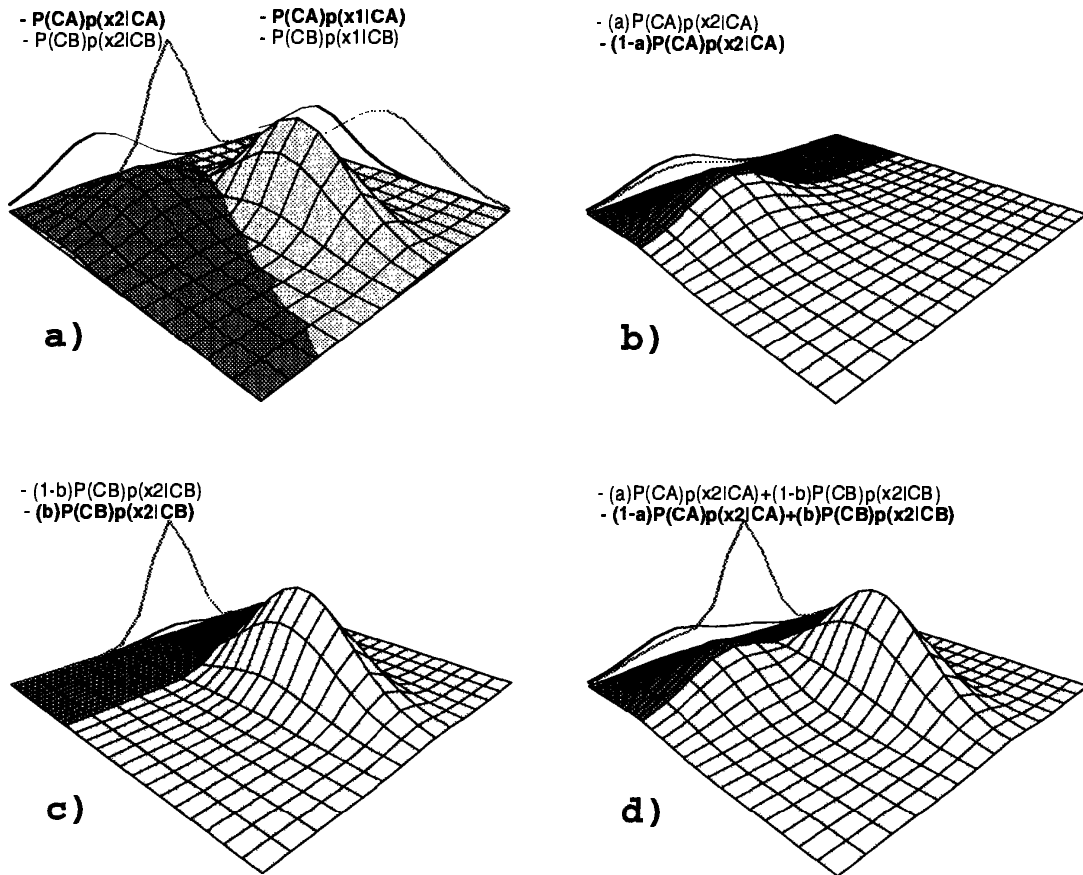 - P(CA)p(x2|CA)
- P(CB)p(x2|CB)
- P(CA)p(x1|CA)
- P(CB)p(x1|CB)
a)
- (a)P(CA)p(x2|CA)
- (1-a)P(CA)p(x2|CA)
b)
- (1-b)P(CB)p(x2|CB)
- (b)P(CB)p(x2|CB)
c)
- (a)P(CA)p(x2|CA)+(1-b)P(CB)p(x2|CB)
- (1-a)P(CA)p(x2|CA)+(b)P(CB)p(x2|CB)
d)